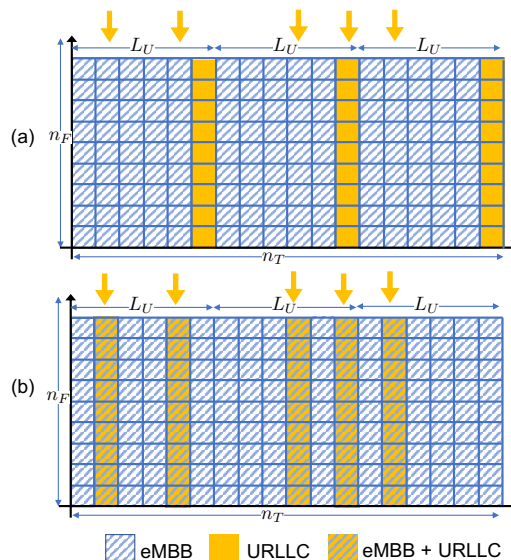 L_U L_U L_U
(a)
n_F
n_T
L_U L_U L_U
(b)
n_F
n_T
eMBB URLLC eMBB + URLLC